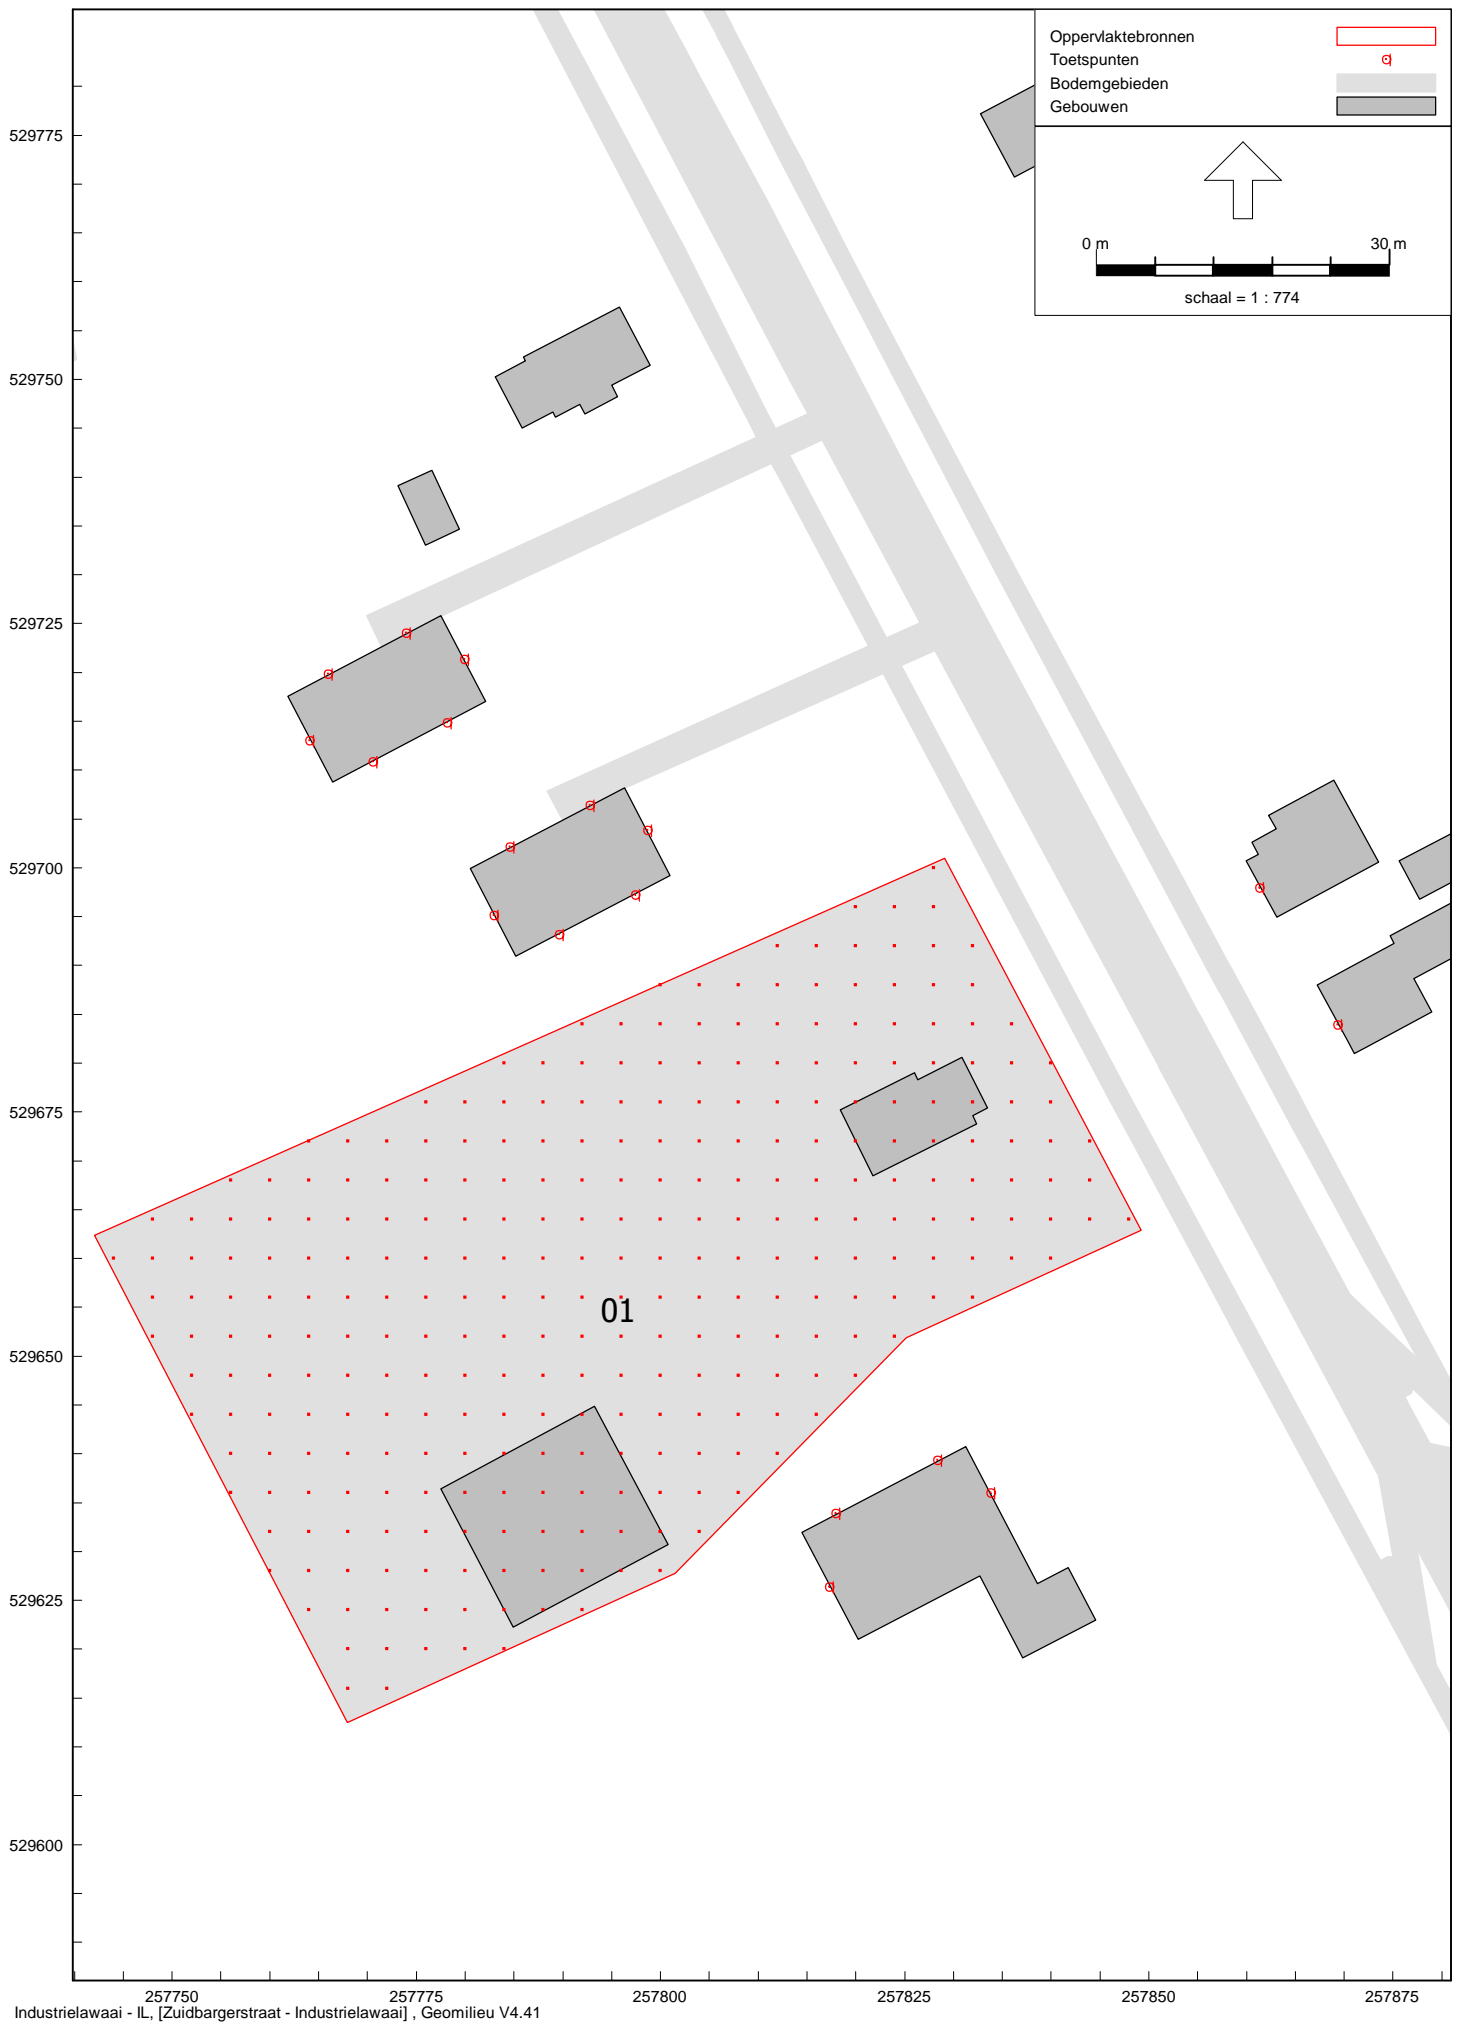 Oppervlaktebronnen
Toetspunten
Bodemgebieden
Gebouwen
0 m 30 m
schaal = 1 : 774
529775
529750
529725
529700
529675
529650
529625
529600
01
257750 257775 257800 257825 257850 257875
Industrielawaai - IL, [Zuidbargerstraat - Industrielawaai] , Geomilieu V4.41